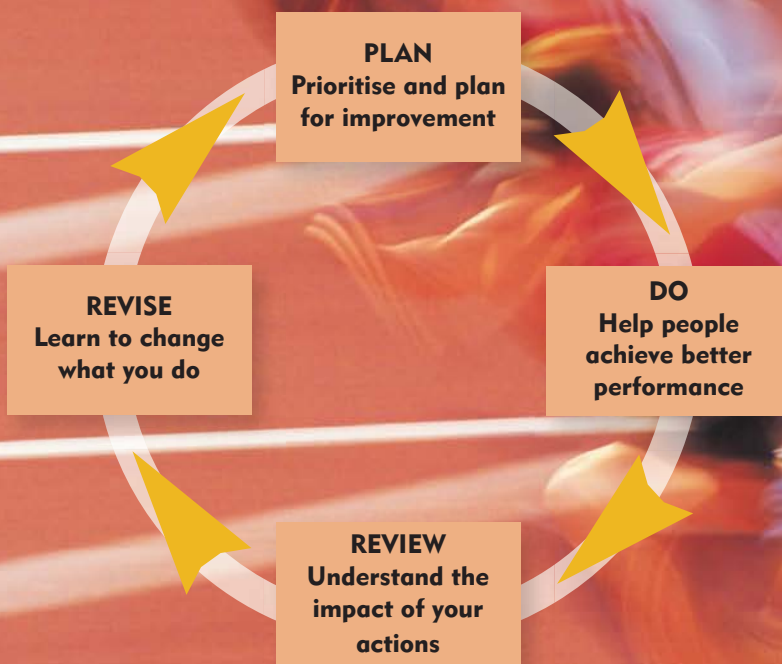 PLAN
Prioritise and plan
for improvement
DO
Help people
achieve better
performance
REVIEW
Understand the
impact of your
actions
REVISE
Learn to change
what you do